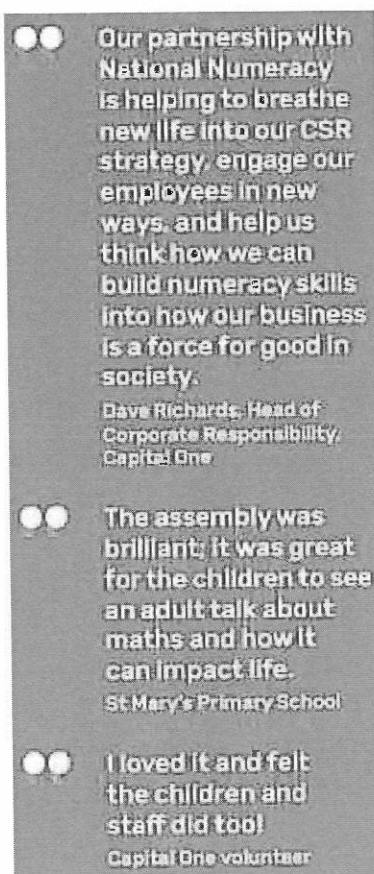 Our partnership with
National Numeracy
is helping to breathe
new life into our CSR
strategy, engage our
employees in new
ways, and help us
think how we can
build numeracy skills
into how our business
is a force for good in
society.
Dave Richards, Head of
Corporate Responsibility,
Capital One
The assembly was
brilliant; it was great
for the children to see
an adult talk about
maths and how it
can impact life.
St Mary's Primary School
I loved it and felt
the children and
staff did too!
Capital One volunteer